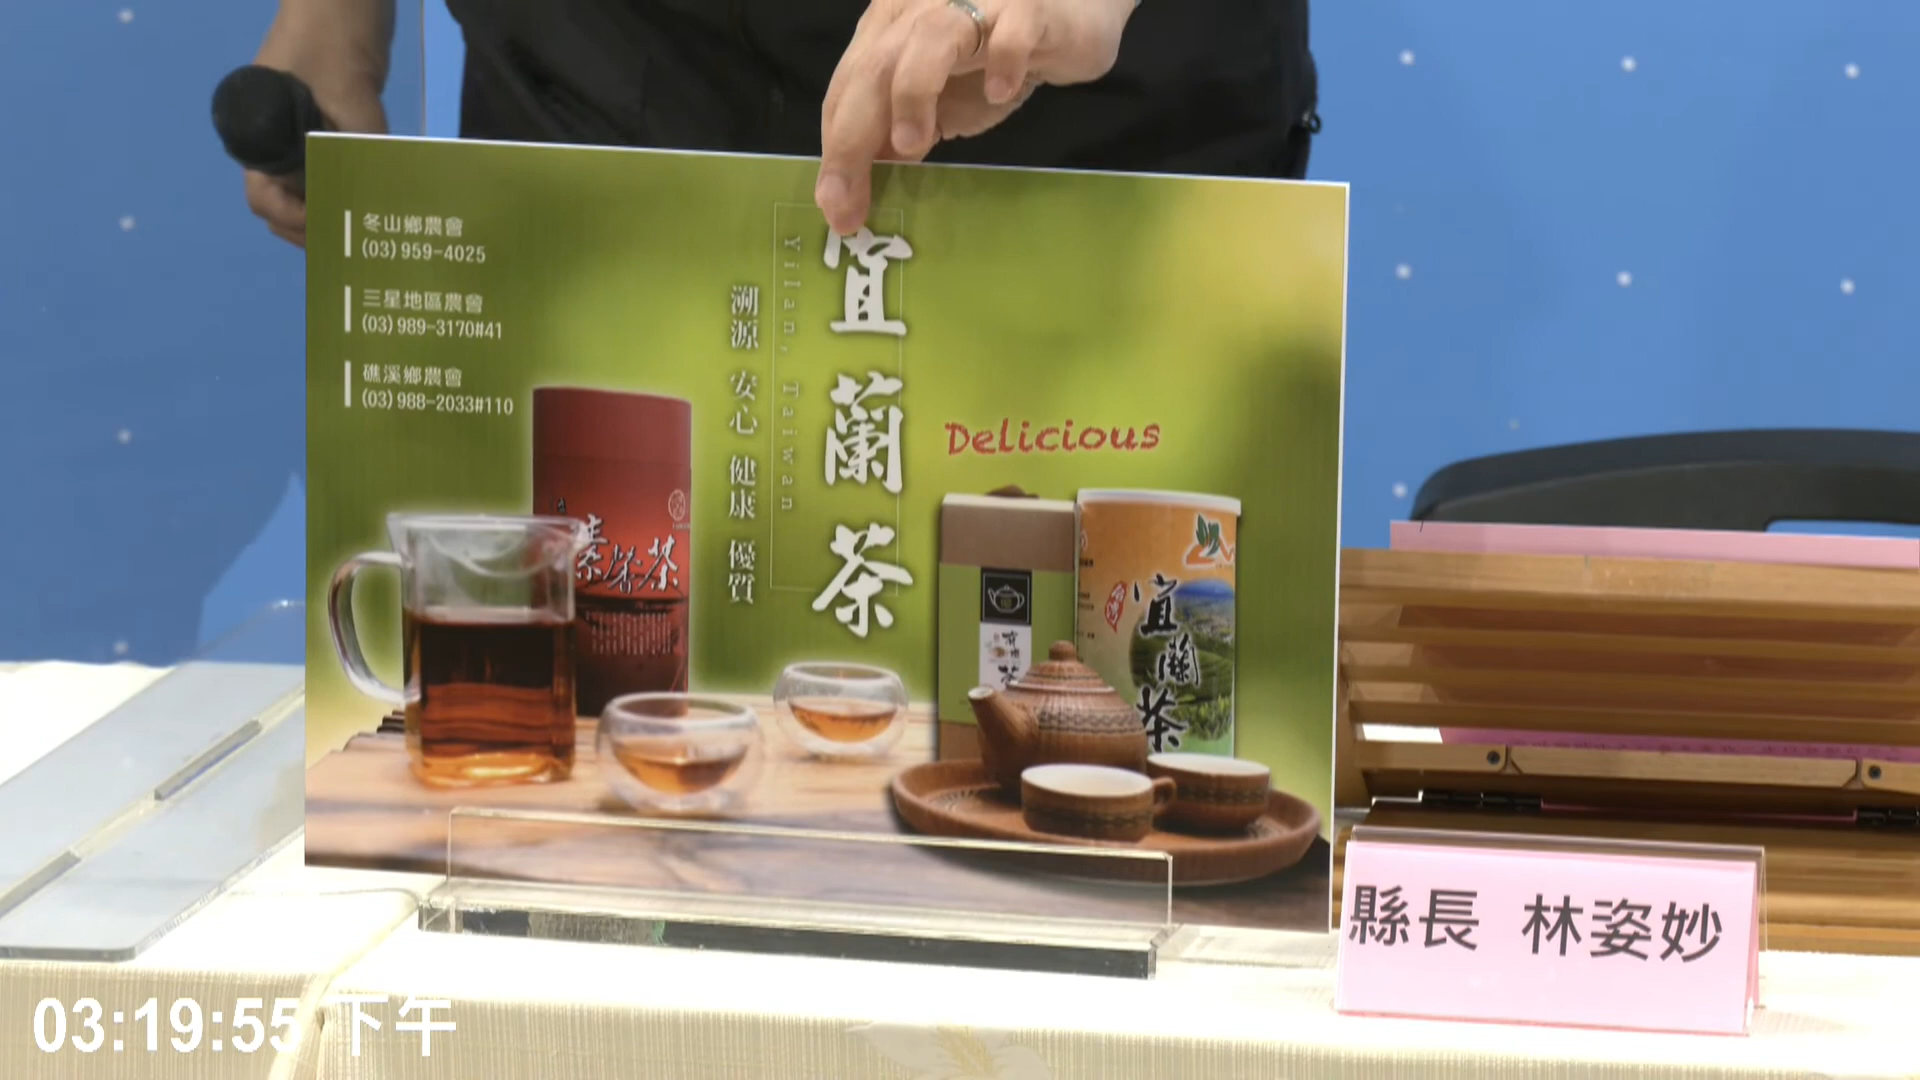 冬山鄉農會
(03)959-4025
三星地區農會
(03)989-3170#41
礁溪鄉農會
(03)988-2033#110
宜蘭茶
Yilan, Taiwan
溯源 安心 健康 優質
Delicious
素馨茶
台灣
宜蘭茶
縣長 林姿妙
03:19:55 下午